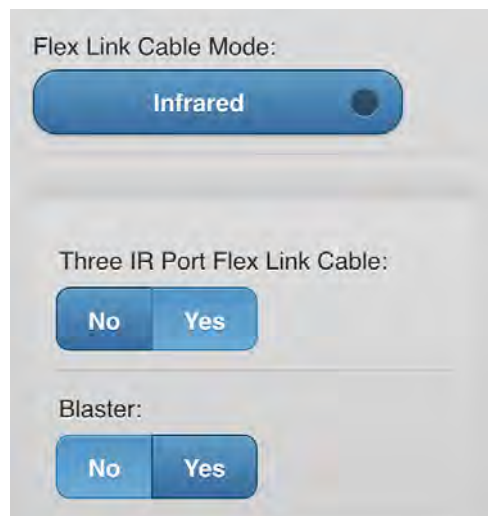 Flex Link Cable Mode:
Infrared
Three IR Port Flex Link Cable:
No Yes
Blaster:
No Yes